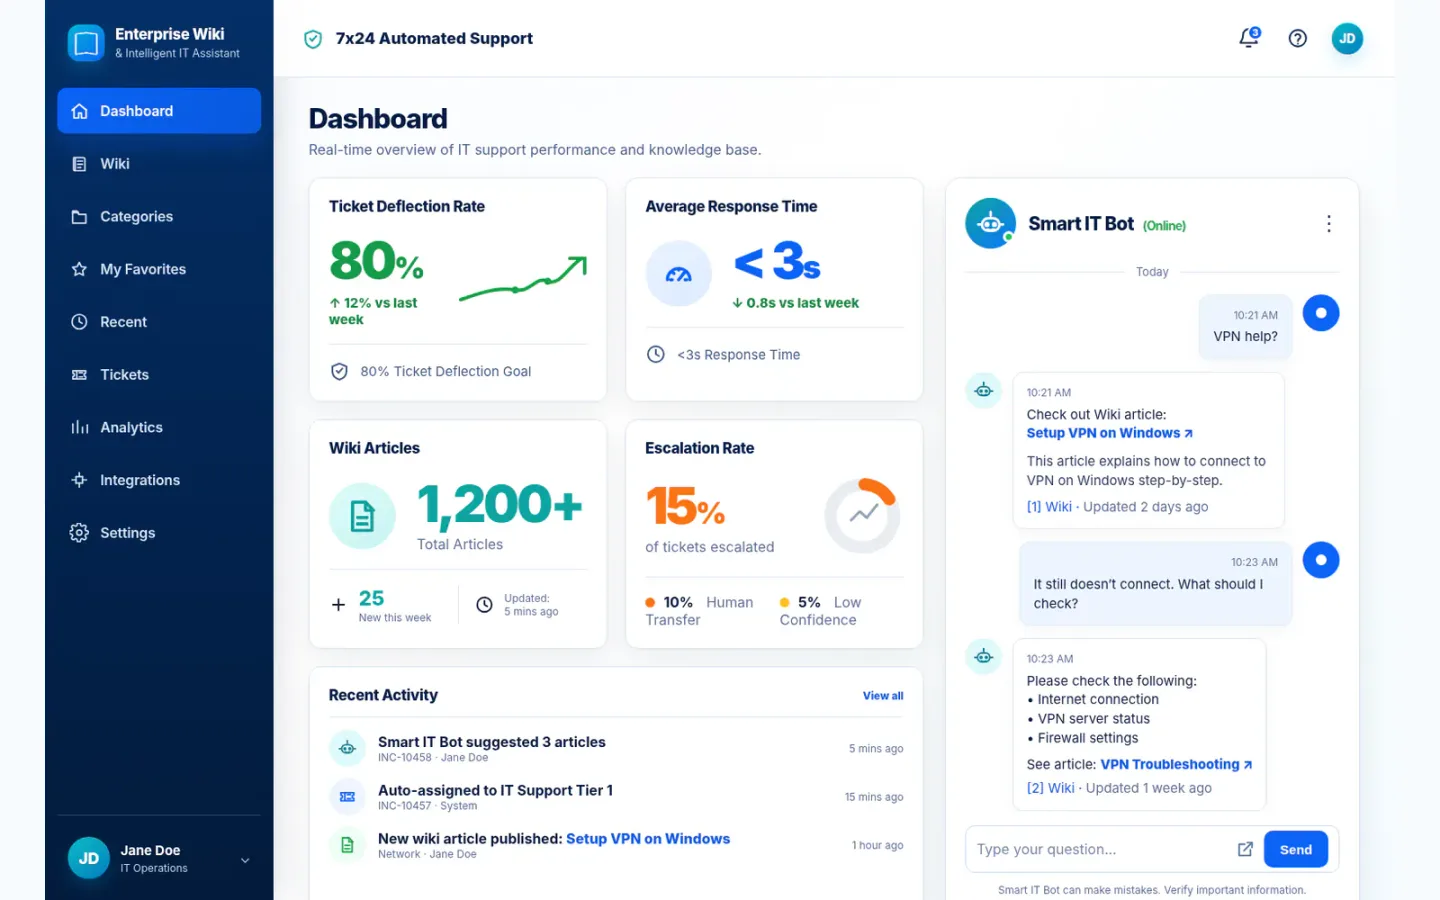 Enterprise Wiki
& Intelligent IT Assistant
Dashboard
Wiki
Categories
My Favorites
Recent
Tickets
Analytics
Integrations
Settings
JD
Jane Doe
IT Operations
7x24 Automated Support
3
JD
Dashboard
Real-time overview of IT support performance and knowledge base.
Ticket Deflection Rate
80%
↑ 12% vs last
week
80% Ticket Deflection Goal
Average Response Time
< 3s
↓ 0.8s vs last week
<3s Response Time
Wiki Articles
1,200+
Total Articles
+ 25
New this week
Updated:
5 mins ago
Escalation Rate
15%
of tickets escalated
10% Human
Transfer
5% Low
Confidence
Recent Activity
View all
Smart IT Bot suggested 3 articles
INC-10458 · Jane Doe
5 mins ago
Auto-assigned to IT Support Tier 1
INC-10457 · System
15 mins ago
New wiki article published: Setup VPN on Windows
Network · Jane Doe
1 hour ago
Smart IT Bot (Online)
Today
10:21 AM
VPN help?
10:21 AM
Check out Wiki article:
Setup VPN on Windows ↗
This article explains how to connect to
VPN on Windows step-by-step.
[1] Wiki · Updated 2 days ago
10:23 AM
It still doesn’t connect. What should I
check?
10:23 AM
Please check the following:
• Internet connection
• VPN server status
• Firewall settings
See article: VPN Troubleshooting ↗
[2] Wiki · Updated 1 week ago
Type your question...
Send
Smart IT Bot can make mistakes. Verify important information.